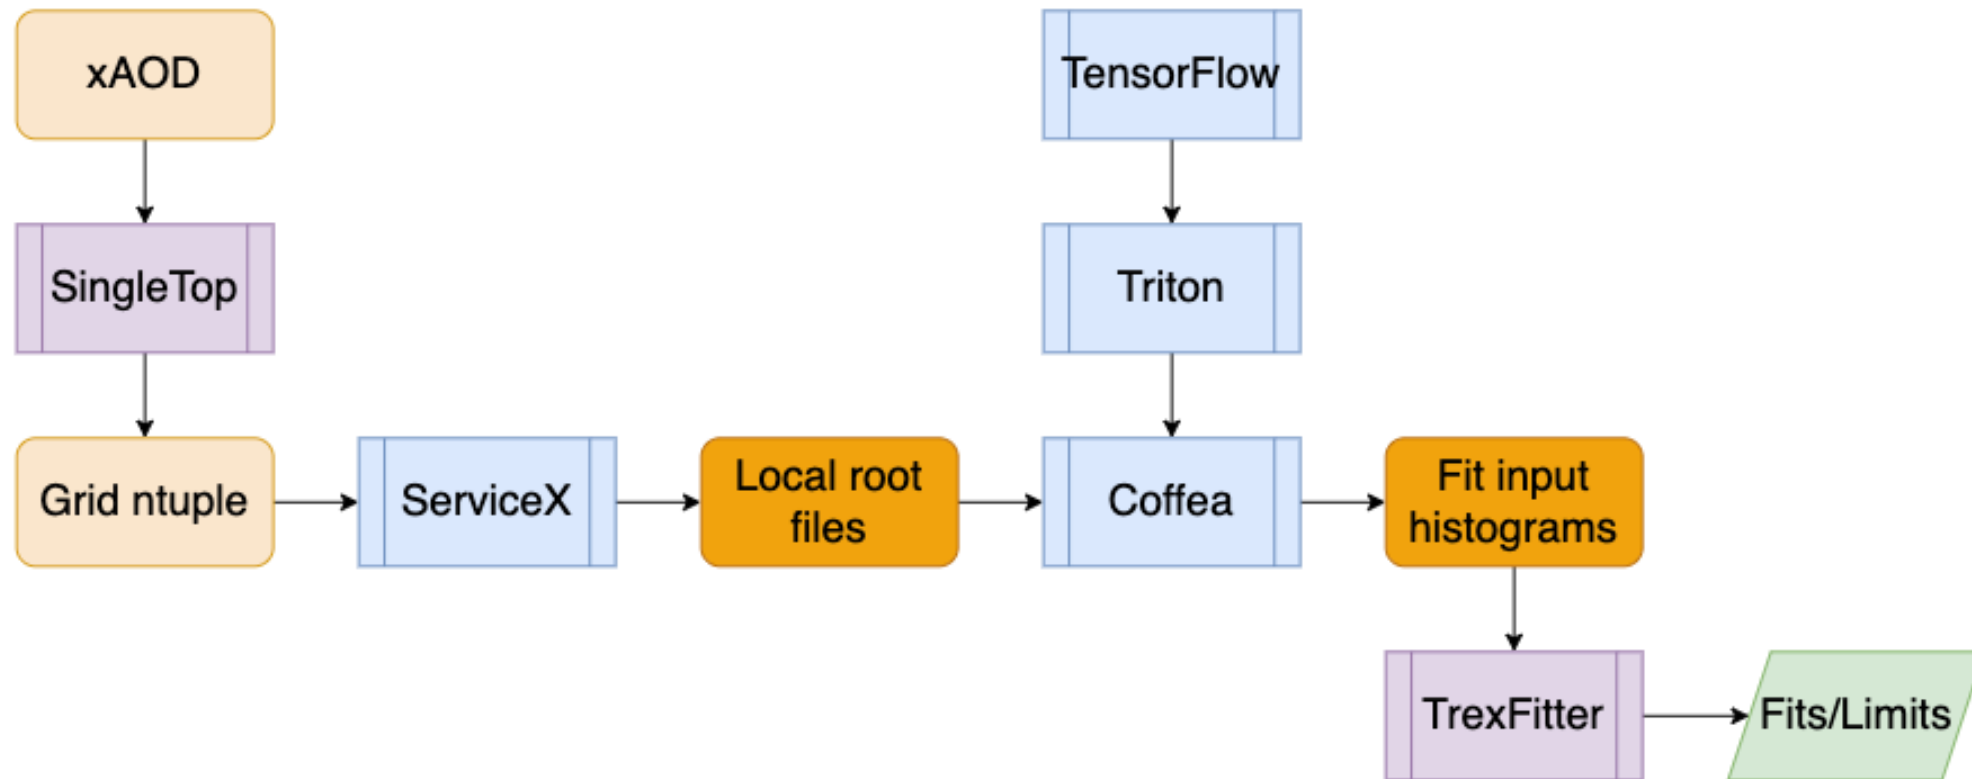 xAOD
TensorFlow
SingleTop
Triton
Grid ntuple
ServiceX
Local root
files
Coffea
Fit input
histograms
TrexFitter
Fits/Limits